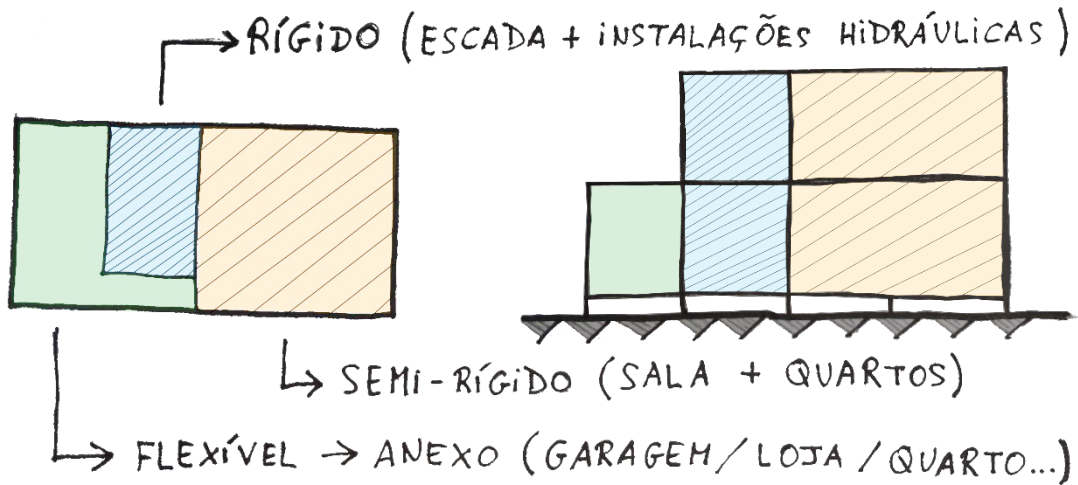 RÍGIDO (ESCADA + INSTALAÇÕES HIDRÁULICAS)
SEMI-RÍGIDO (SALA + QUARTOS)
FLEXÍVEL → ANEXO (GARAGEM / LOJA / QUARTO...)